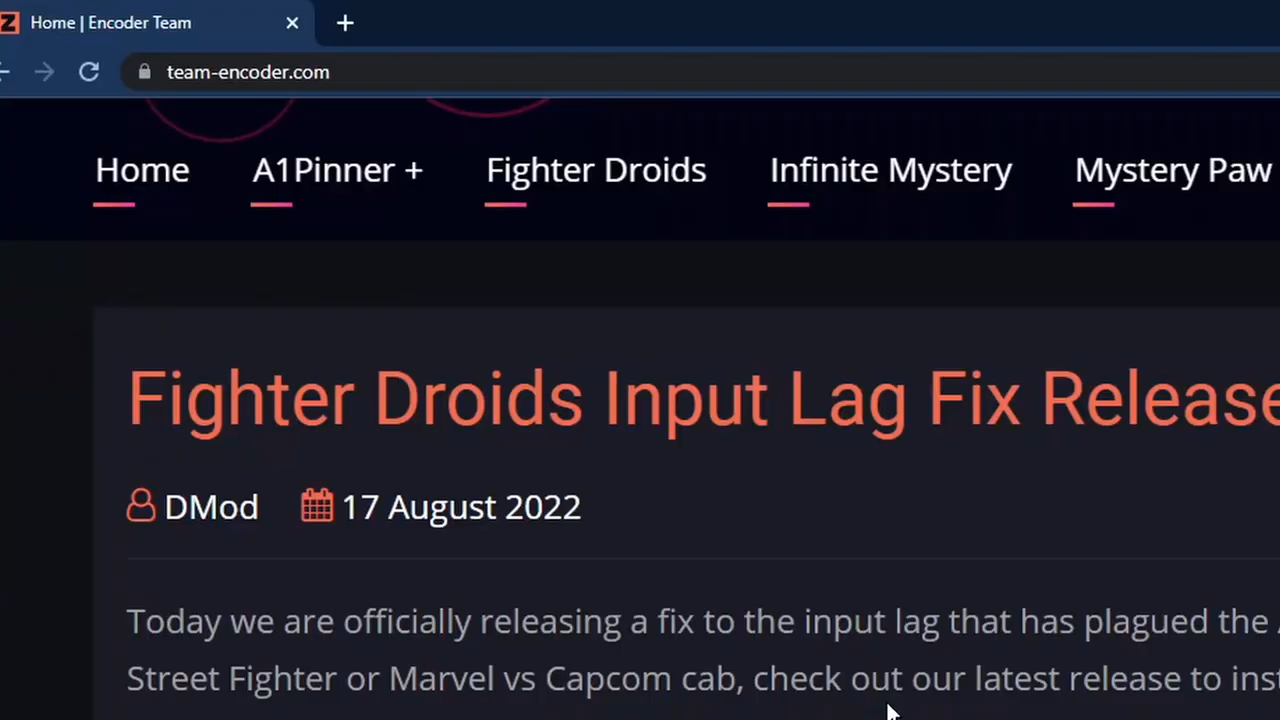 Home | Encoder Team
team-encoder.com
Home A1Pinner + Fighter Droids Infinite Mystery Mystery Paw
Fighter Droids Input Lag Fix Release
DMod 17 August 2022
Today we are officially releasing a fix to the input lag that has plagued the
Street Fighter or Marvel vs Capcom cab, check out our latest release to inst